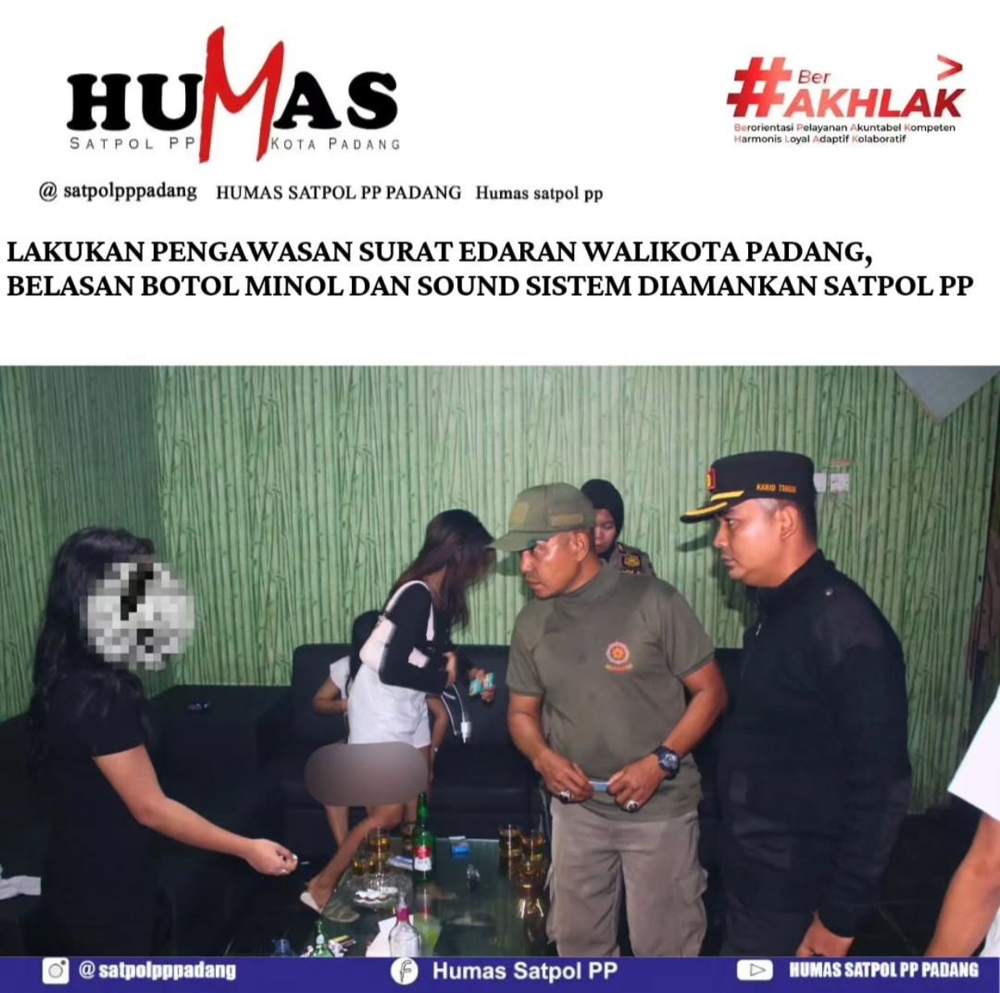 HUMAS
SATPOL PP KOTA PADANG
#BerAKHLAK
Berorientasi Pelayanan Akuntabel Kompeten
Harmonis Loyal Adaptif Kolaboratif
@ satpolpppadang HUMAS SATPOL PP PADANG Humas satpol pp
LAKUKAN PENGAWASAN SURAT EDARAN WALIKOTA PADANG,
BELASAN BOTOL MINOL DAN SOUND SISTEM DIAMANKAN SATPOL PP
@satpolpppadang Humas Satpol PP HUMAS SATPOL PP PADANG